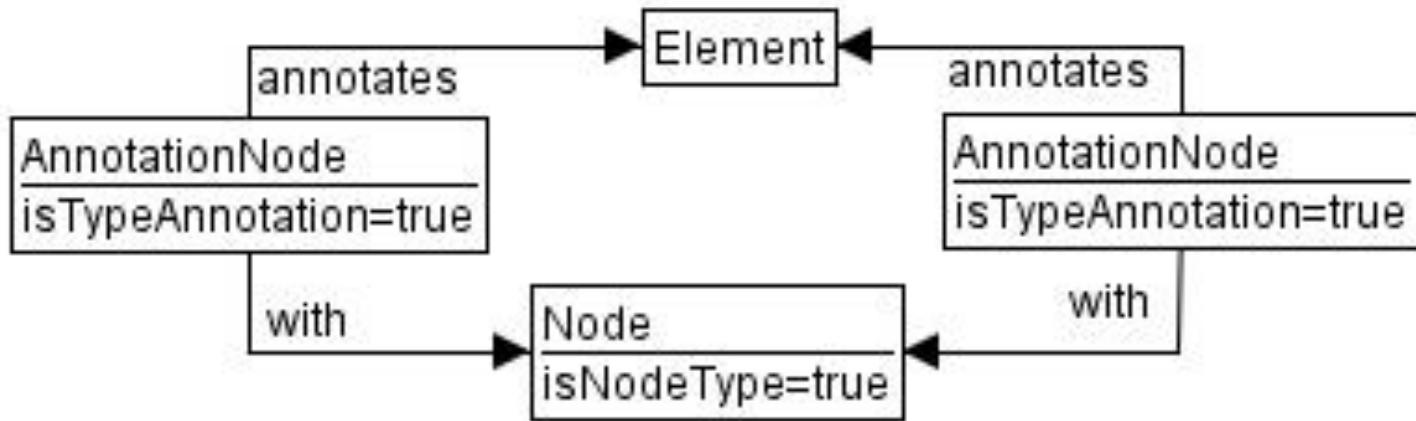 Element
annotates
annotates
AnnotationNode
isTypeAnnotation=true
AnnotationNode
isTypeAnnotation=true
with
with
Node
isNodeType=true